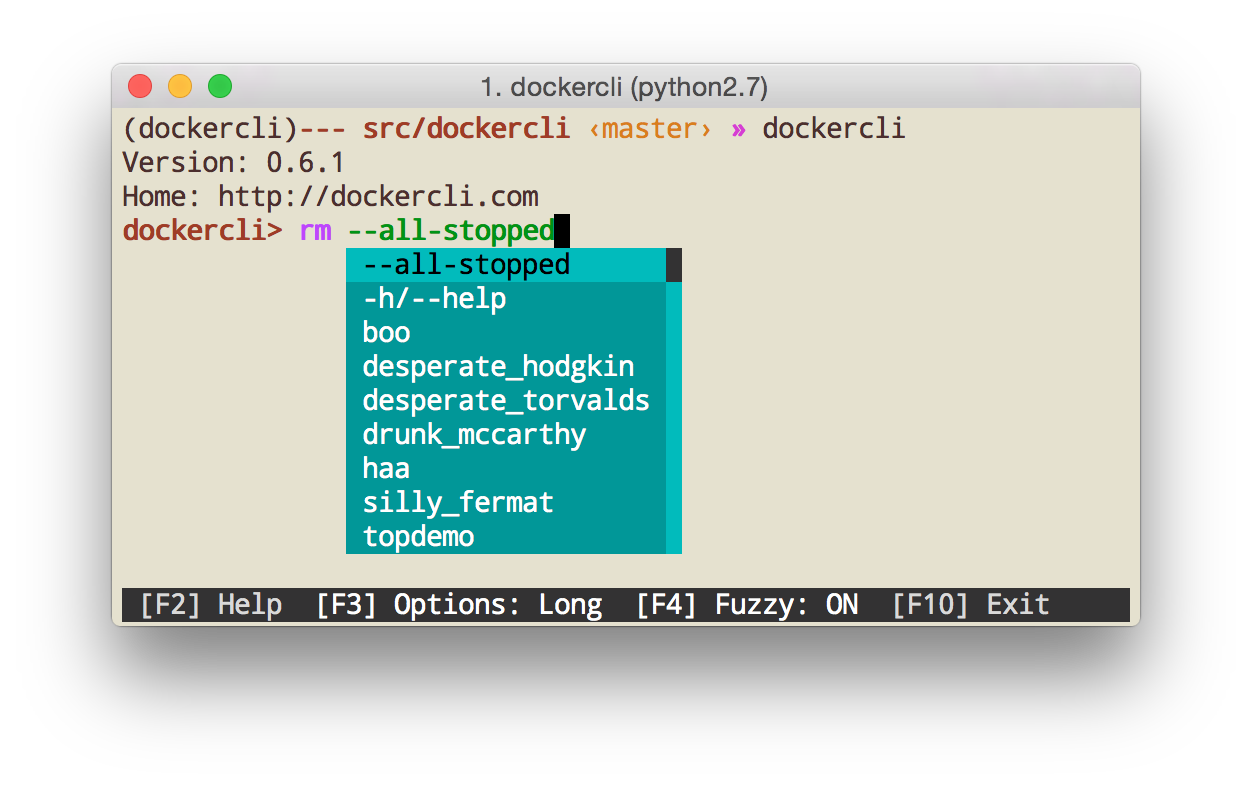 1. dockercli (python2.7)
(dockercli)--- src/dockercli ‹master› » dockercli
Version: 0.6.1
Home: http://dockercli.com
dockercli> rm --all-stopped
--all-stopped
-h/--help
boo
desperate_hodgkin
desperate_torvalds
drunk_mccarthy
haa
silly_fermat
topdemo
[F2] Help [F3] Options: Long [F4] Fuzzy: ON [F10] Exit